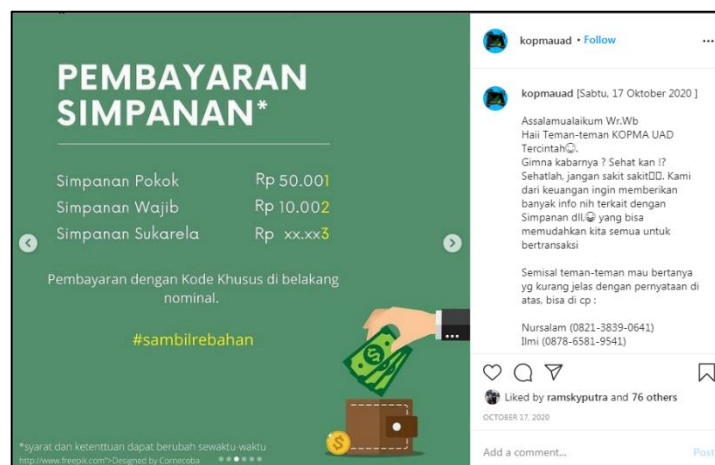 PEMBAYARAN
SIMPANAN*
Simpanan Pokok Rp 50.001
Simpanan Wajib Rp 10.002
Simpanan Sukarela Rp xx.xx3
Pembayaran dengan Kode Khusus di belakang
nominal.
#sambilrebahan
*syarat dan ketenttuan dapat berubah sewaktu-waktu
http://www.freepik.com">Designed by Cornecoba
kopmauad • Follow
kopmauad [Sabtu, 17 Oktober 2020 ]
Assalamualaikum Wr.Wb
Haii Teman-teman KOPMA UAD
Tercintah
Gimna kabarnya ? Sehat kan !?
Sehatlah, jangan sakit sakit. Kami
dari keuangan ingin memberikan
banyak info nih terkait dengan
Simpanan dll, yang bisa
memudahkan kita semua untuk
bertransaksi
Semisal teman-teman mau bertanya
yg kurang jelas dengan pernyataan di
atas, bisa di cp :
Nursalam (0821-3839-0641)
Ilmi (0878-6581-9541)
Liked by ramskyputra and 76 others
OCTOBER 17, 2020
Add a comment... Post